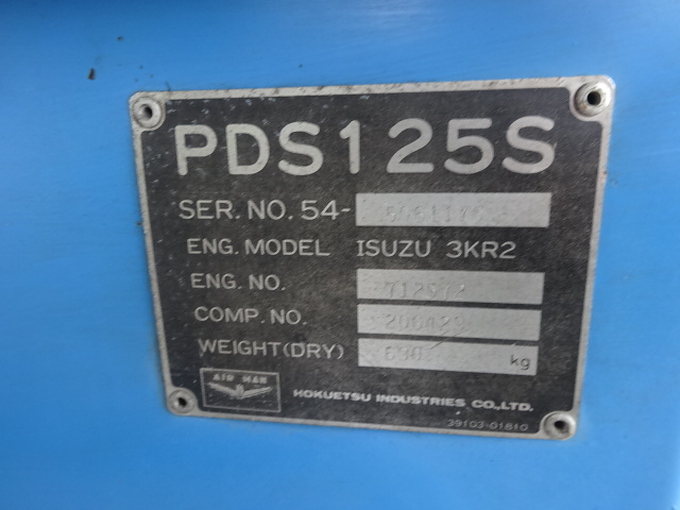 PDS125S
SER. NO. 54-
ENG. MODEL ISUZU 3KR2
ENG. NO.
COMP. NO.
WEIGHT(DRY) kg
AIR MAN
HOKUETSU INDUSTRIES CO.,LTD.
39103-01810